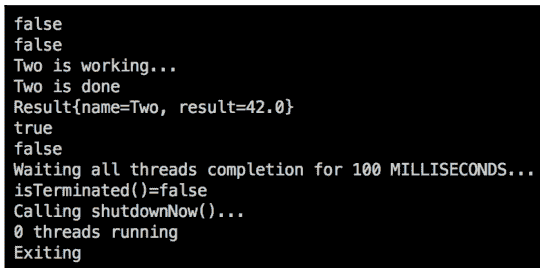 false
false
Two is working...
Two is done
Result{name=Two, result=42.0}
true
false
Waiting all threads completion for 100 MILLISECONDS...
isTerminated()=false
Calling shutdownNow()...
0 threads running
Exiting